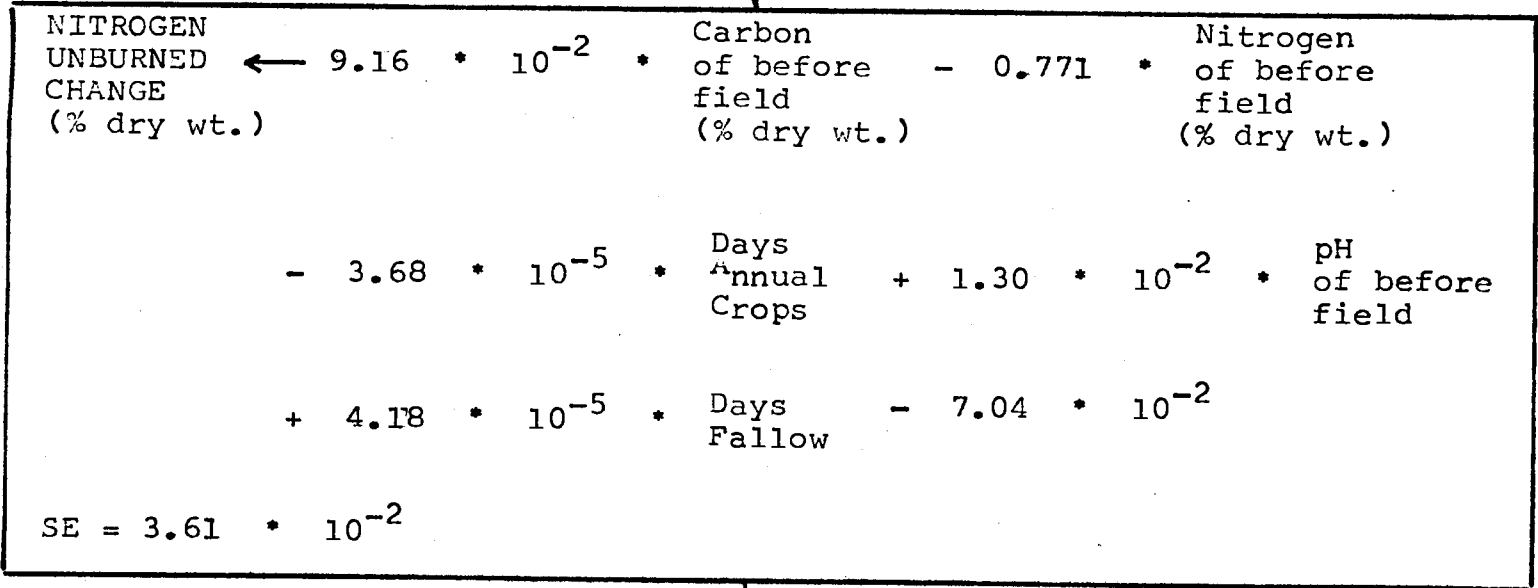 NITROGEN
UNBURNED
CHANGE
(% dry wt.)
← 9.16 * 10⁻² *
Carbon
of before
field
(% dry wt.)
- 0.771 *
Nitrogen
of before
field
(% dry wt.)
- 3.68 * 10⁻⁵ *
Days
Annual
Crops
+ 1.30 * 10⁻² *
pH
of before
field
+ 4.18 * 10⁻⁵ *
Days
Fallow
- 7.04 * 10⁻²
SE = 3.61 * 10⁻²